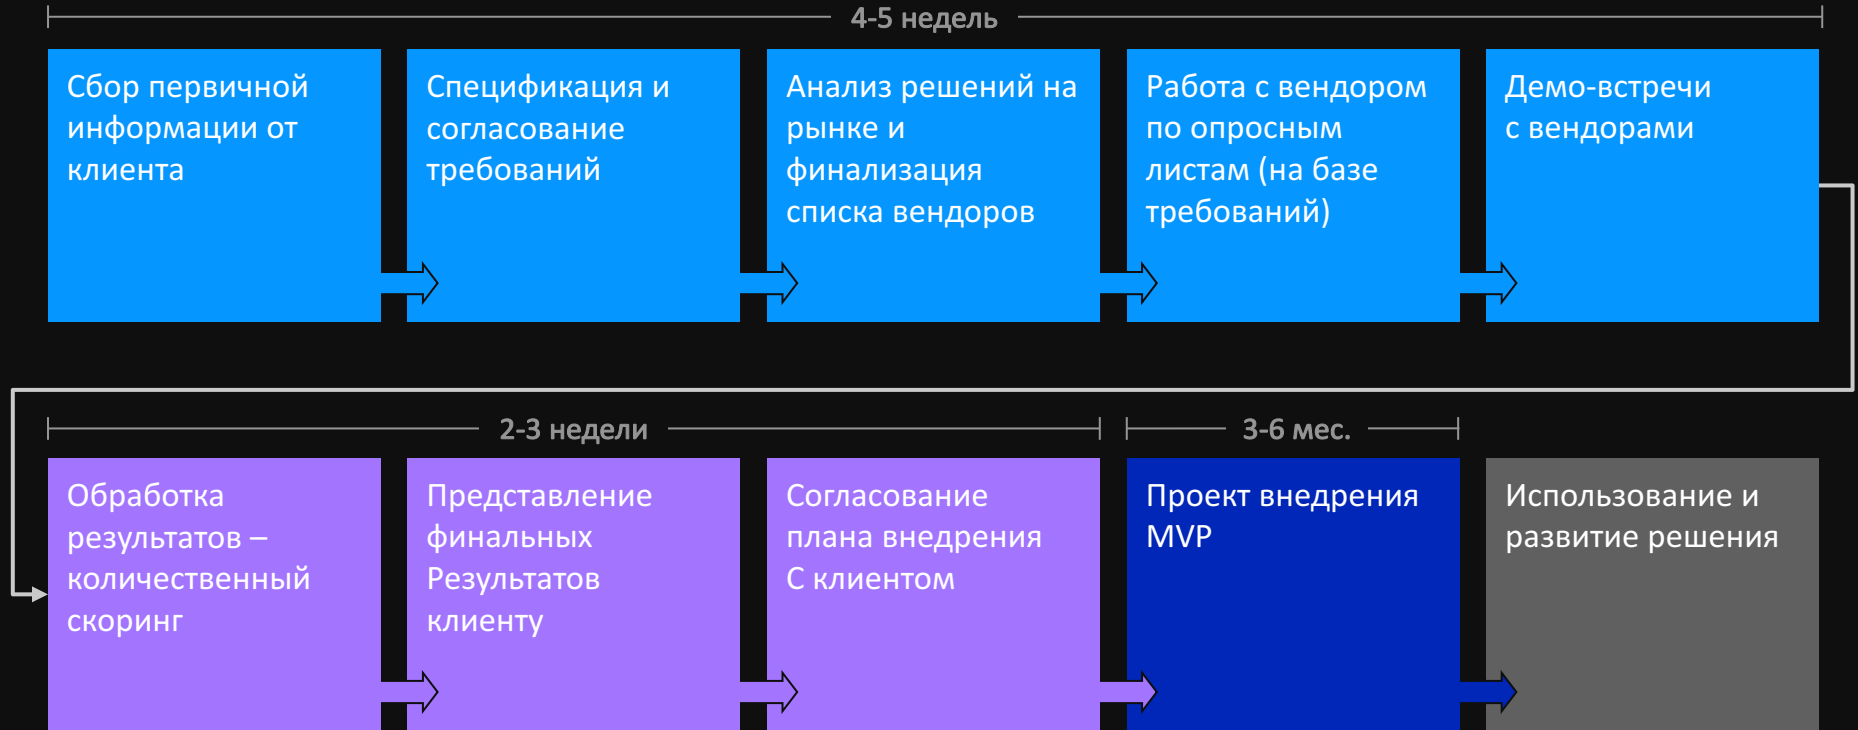 4-5 недель
Сбор первичной
информации от
клиента
Спецификация и
согласование
требований
Анализ решений на
рынке и
финализация
списка вендоров
Работа с вендором
по опросным
листам (на базе
требований)
Демо-встречи
с вендорами
2-3 недели
3-6 мес.
Обработка
результатов –
количественный
скоринг
Представление
финальных
Результатов
клиенту
Согласование
плана внедрения
С клиентом
Проект внедрения
MVP
Использование и
развитие решения